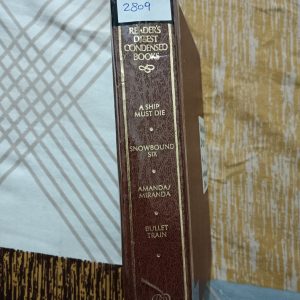 2809
READER'S
DIGEST
CONDENSED
BOOKS
A SHIP
MUST DIE
SNOWBOUND
SIX
AMANDA/
MIRANDA
BULLET
TRAIN